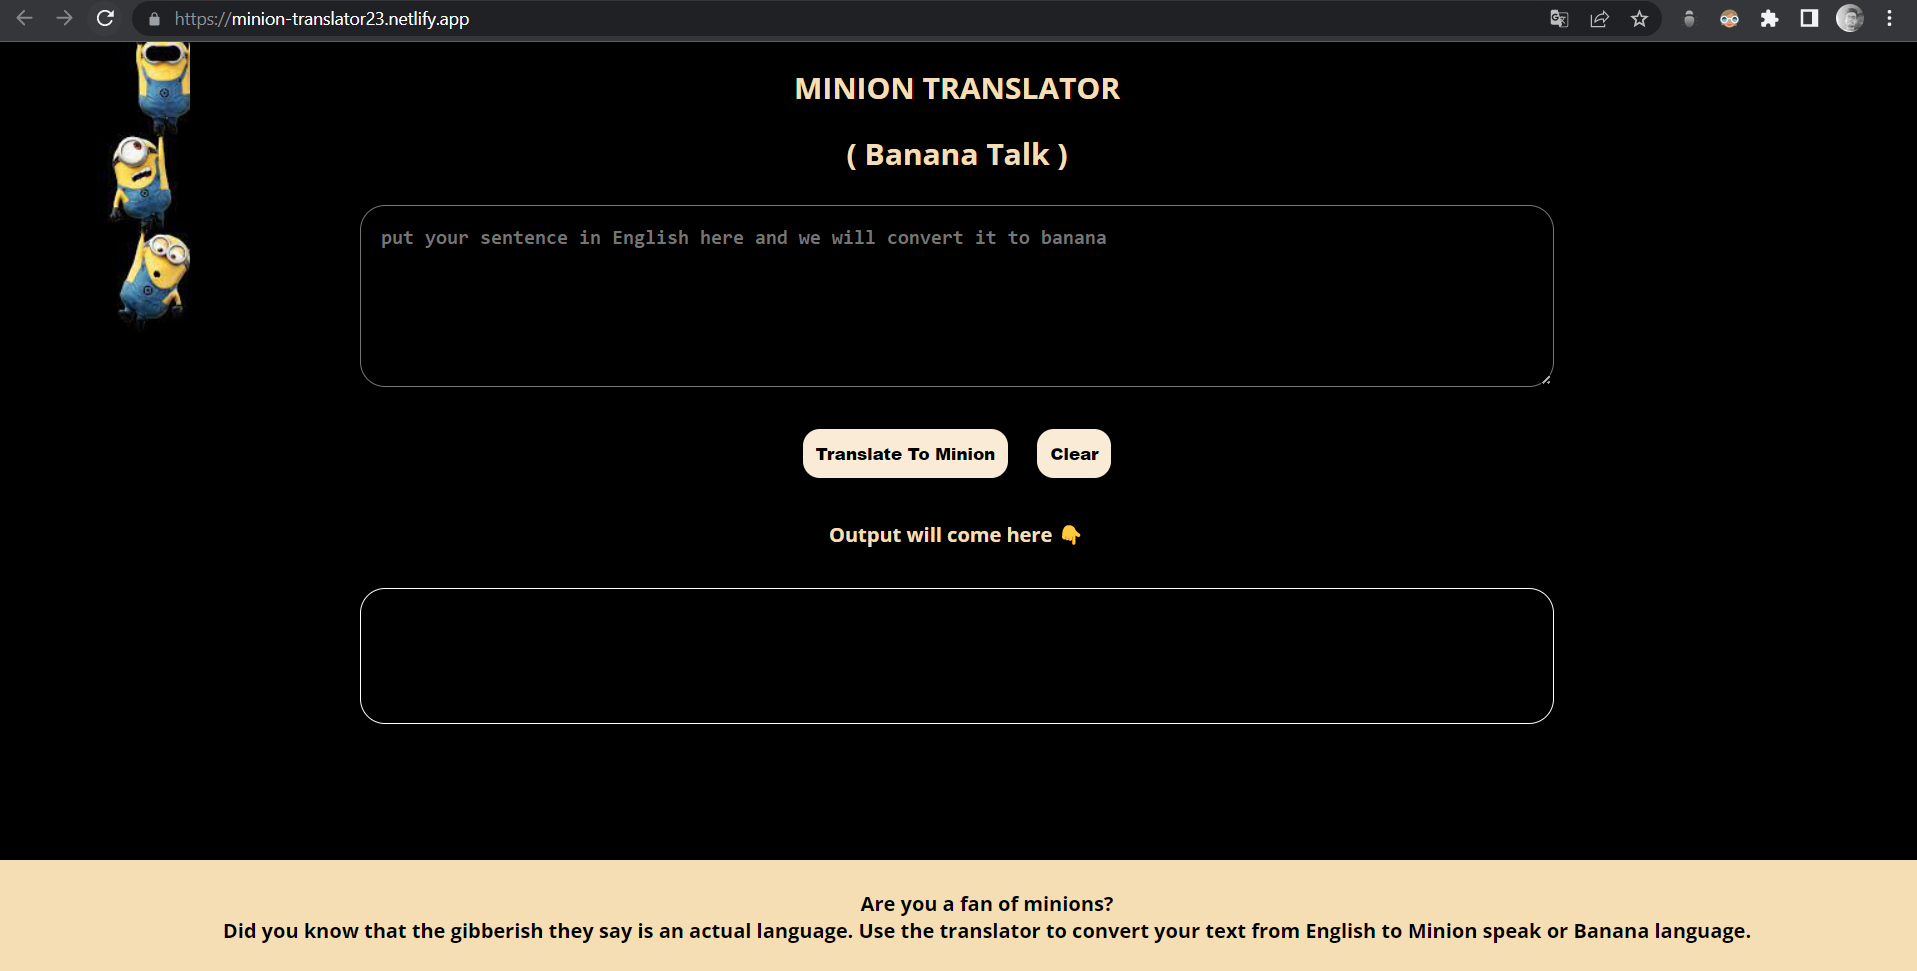 https://minion-translator23.netlify.app
MINION TRANSLATOR
( Banana Talk )
put your sentence in English here and we will convert it to banana
Translate To Minion
Clear
Output will come here 👇
Are you a fan of minions?
Did you know that the gibberish they say is an actual language. Use the translator to convert your text from English to Minion speak or Banana language.